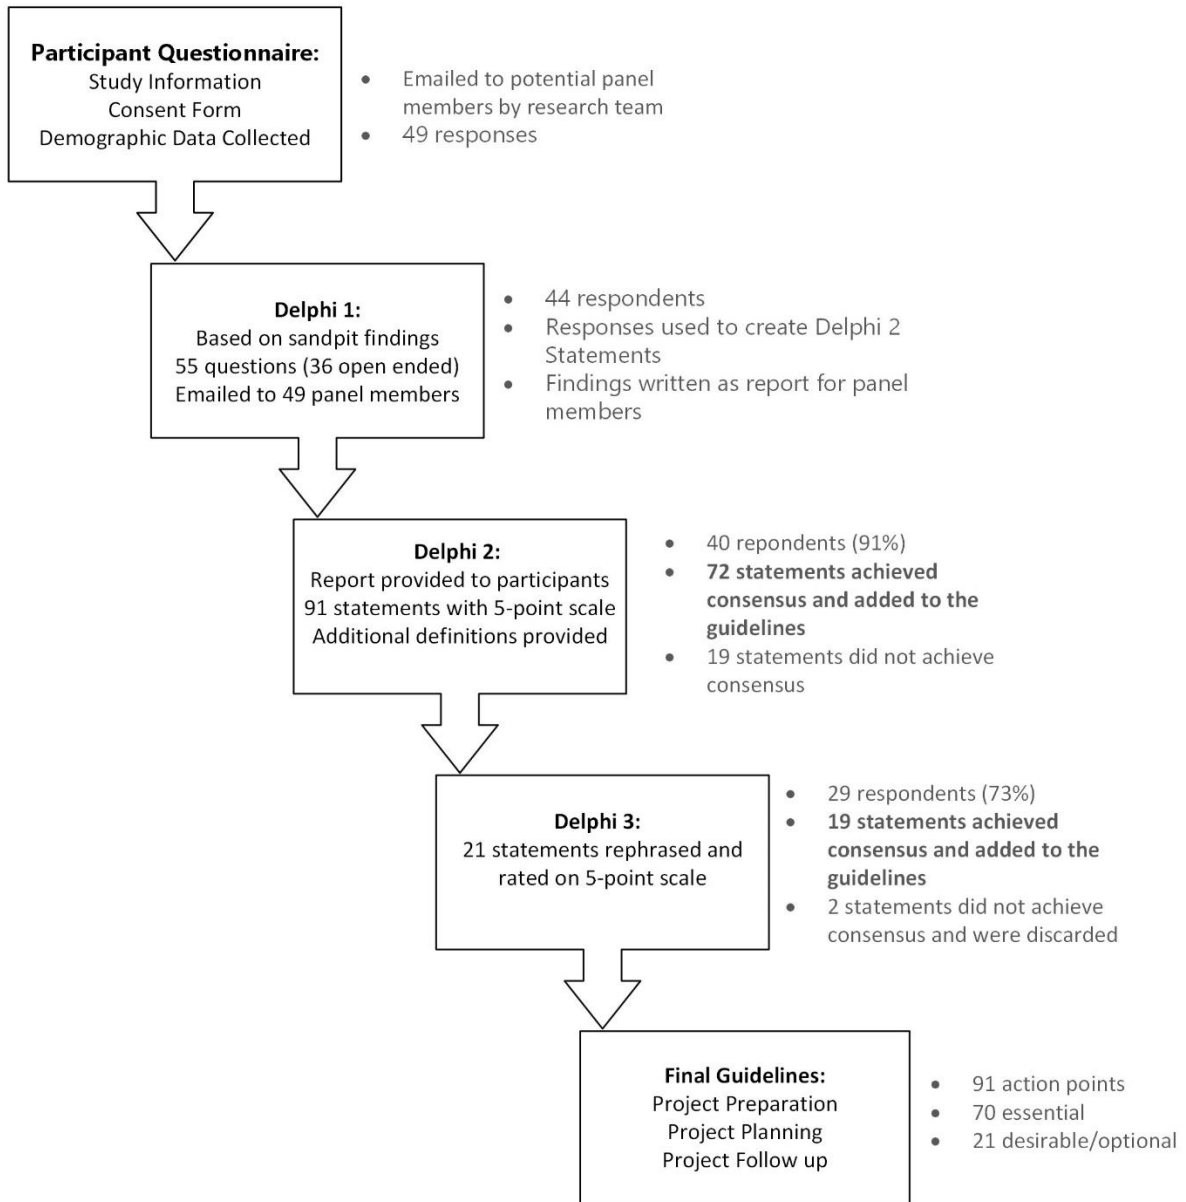 Participant Questionnaire:
Study Information
Consent Form
Demographic Data Collected
• Emailed to potential panel
members by research team
• 49 responses
Delphi 1:
Based on sandpit findings
55 questions (36 open ended)
Emailed to 49 panel members
• 44 respondents
• Responses used to create Delphi 2
Statements
• Findings written as report for panel
members
Delphi 2:
Report provided to participants
91 statements with 5-point scale
Additional definitions provided
• 40 repondents (91%)
• 72 statements achieved
consensus and added to the
guidelines
• 19 statements did not achieve
consensus
Delphi 3:
21 statements rephrased and
rated on 5-point scale
• 29 respondents (73%)
• 19 statements achieved
consensus and added to the
guidelines
• 2 statements did not achieve
consensus and were discarded
Final Guidelines:
Project Preparation
Project Planning
Project Follow up
• 91 action points
• 70 essential
• 21 desirable/optional